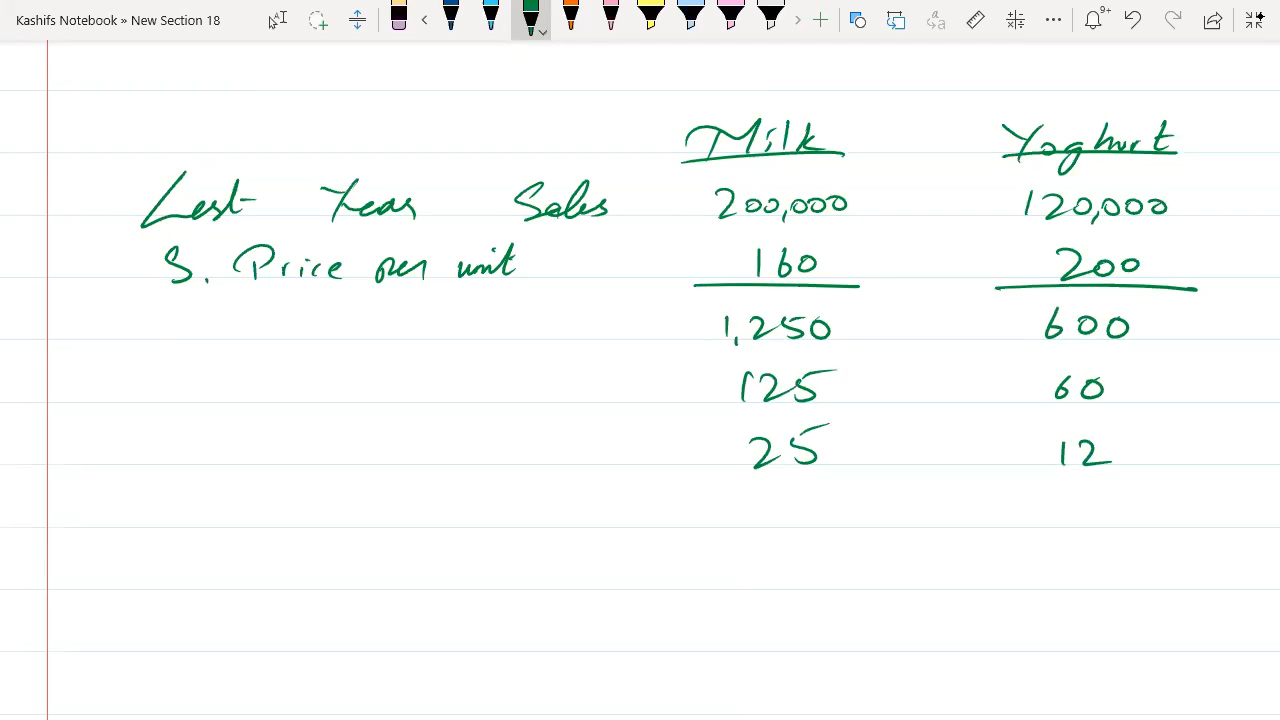 Kashifs Notebook » New Section 18
9+
Milk Yoghurt
Last Year Sales 200,000 120,000
S. Price per unit 160 200
1,250 600
125 60
25 12